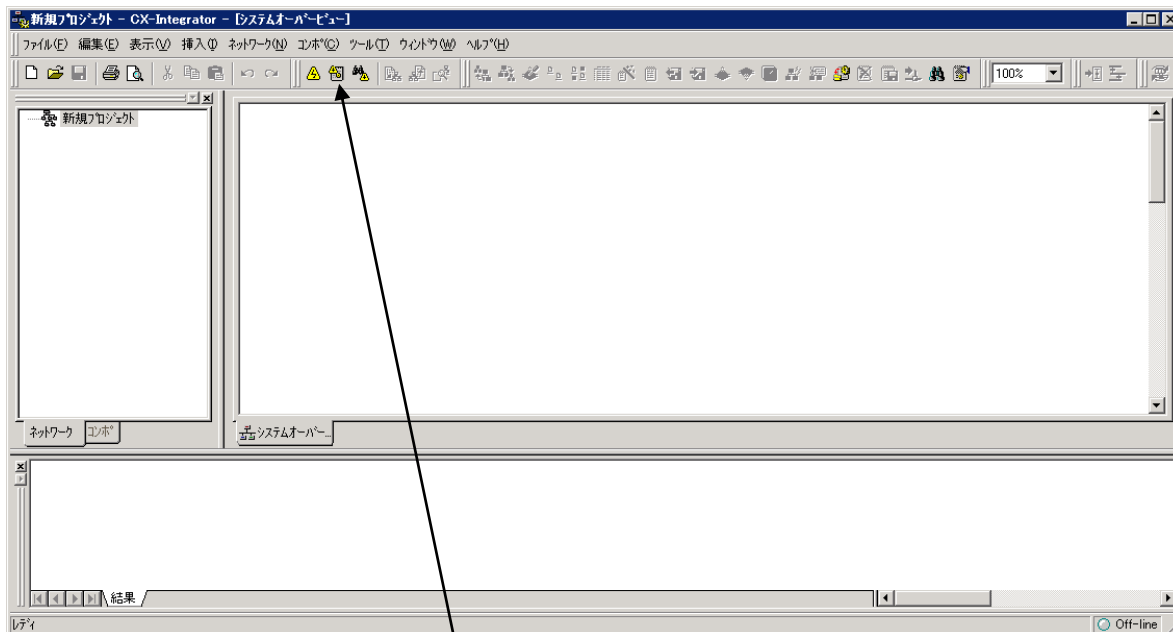 新規ﾌﾟﾛｼﾞｪｸﾄ - CX-Integrator - [ｼｽﾃﾑｵｰﾊﾞｰﾋﾞｭｰ]
ﾌｧｲﾙ(F) 編集(E) 表示(V) 挿入(I) ﾈｯﾄﾜｰｸ(N) ｺﾝﾎﾟ(C) ﾂｰﾙ(T) ｳｨﾝﾄﾞｳ(W) ﾍﾙﾌﾟ(H)
100%
新規ﾌﾟﾛｼﾞｪｸﾄ
ﾈｯﾄﾜｰｸ ｺﾝﾎﾟ
ｼｽﾃﾑｵｰﾊﾞｰ...
結果
ﾚﾃﾞｨ
Off-line